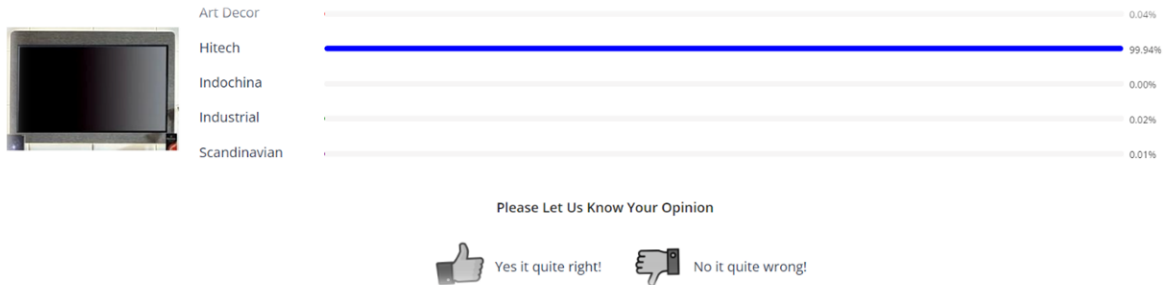 Art Decor 0.04%
Hitech 99.94%
Indochina 0.00%
Industrial 0.02%
Scandinavian 0.01%
Please Let Us Know Your Opinion
Yes it quite right! No it quite wrong!